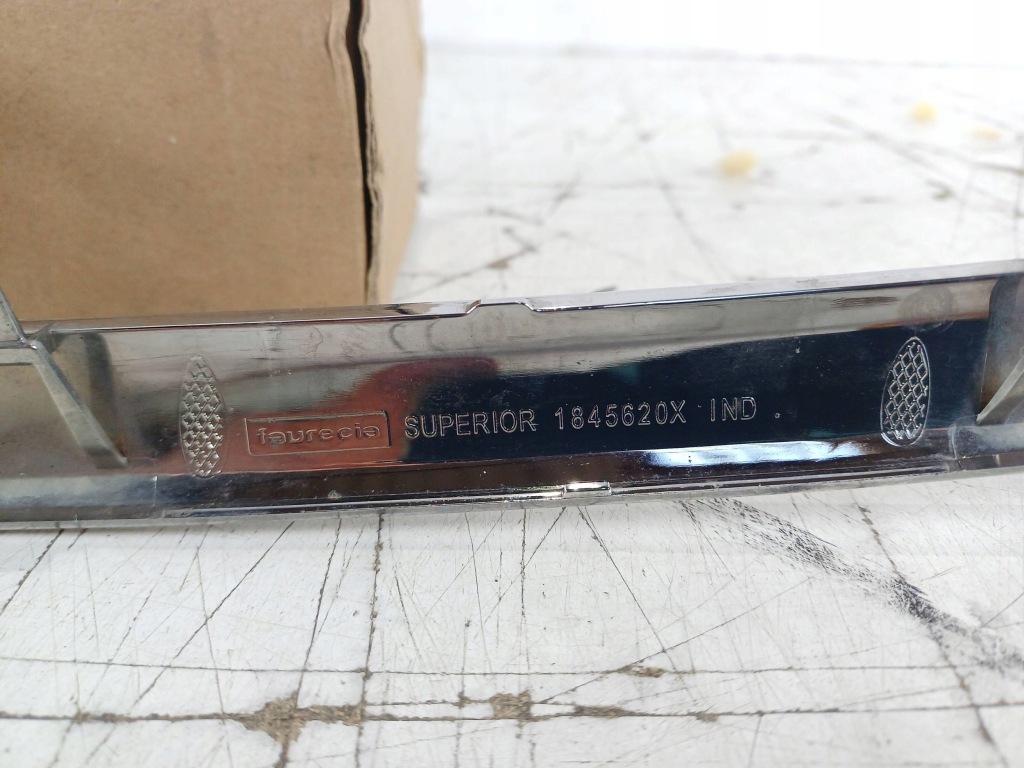 faurecia SUPERIOR 1845620X IND